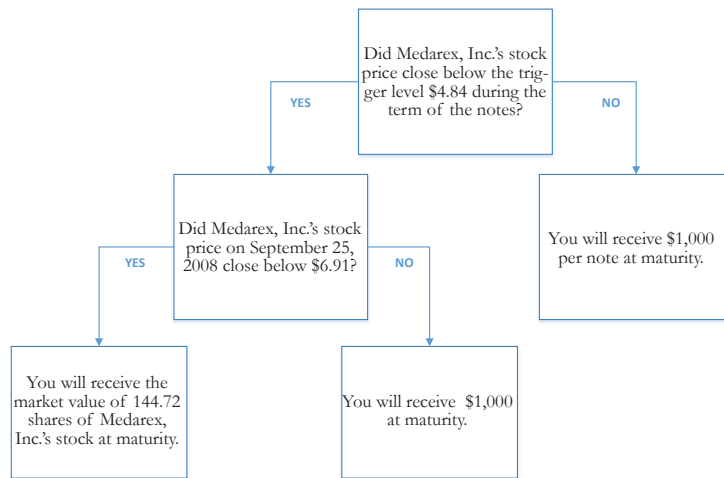 Did Medarex, Inc.'s stock
price close below the trig-
ger level $4.84 during the
term of the notes?
YES
NO
Did Medarex, Inc.'s stock
price on September 25,
2008 close below $6.91?
You will receive $1,000
per note at maturity.
YES
NO
You will receive the
market value of 144.72
shares of Medarex,
Inc.'s stock at maturity.
You will receive $1,000
at maturity.